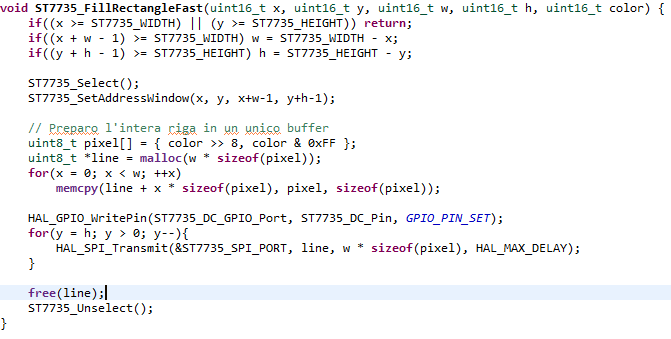 void ST7735_FillRectangleFast(uint16_t x, uint16_t y, uint16_t w, uint16_t h, uint16_t color) {
if((x >= ST7735_WIDTH) || (y >= ST7735_HEIGHT)) return;
if((x + w - 1) >= ST7735_WIDTH) w = ST7735_WIDTH - x;
if((y + h - 1) >= ST7735_HEIGHT) h = ST7735_HEIGHT - y;
ST7735_Select();
ST7735_SetAddressWindow(x, y, x+w-1, y+h-1);
// Preparo l'intera riga in un unico buffer
uint8_t pixel[] = { color >> 8, color & 0xFF };
uint8_t *line = malloc(w * sizeof(pixel));
for(x = 0; x < w; ++x)
memcpy(line + x * sizeof(pixel), pixel, sizeof(pixel));
HAL_GPIO_WritePin(ST7735_DC_GPIO_Port, ST7735_DC_Pin, GPIO_PIN_SET);
for(y = h; y > 0; y--){
HAL_SPI_Transmit(&ST7735_SPI_PORT, line, w * sizeof(pixel), HAL_MAX_DELAY);
}
free(line);
ST7735_Unselect();
}